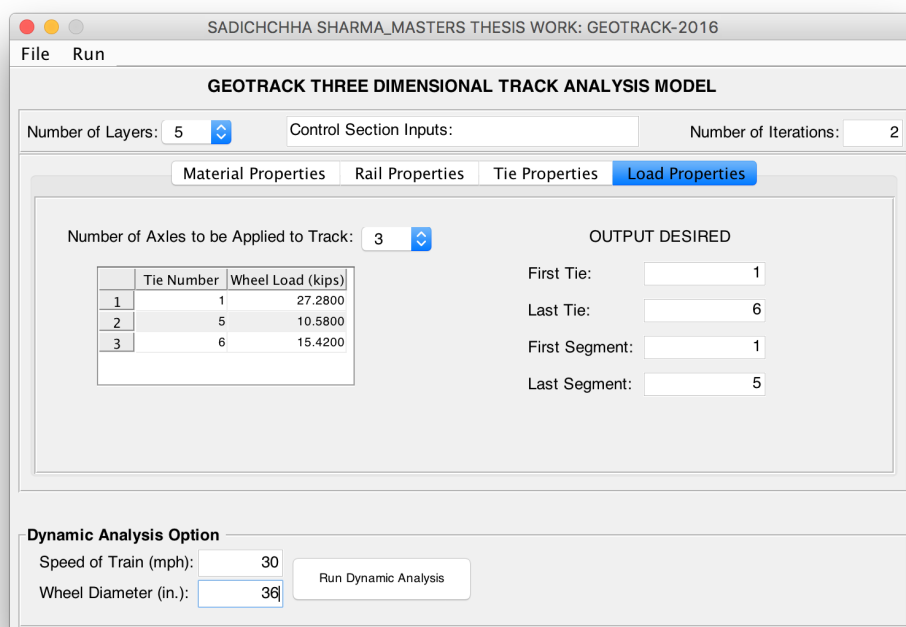 SADICHCHHA SHARMA_MASTERS THESIS WORK: GEOTRACK-2016
File Run
GEOTRACK THREE DIMENSIONAL TRACK ANALYSIS MODEL
Number of Layers: 5 Control Section Inputs: Number of Iterations: 2
Material Properties Rail Properties Tie Properties Load Properties
Number of Axles to be Applied to Track: 3 OUTPUT DESIRED
Tie Number Wheel Load (kips)
1 1 27.2800
2 5 10.5800
3 6 15.4200
First Tie: 1
Last Tie: 6
First Segment: 1
Last Segment: 5
Dynamic Analysis Option
Speed of Train (mph): 30
Wheel Diameter (in.): 36
Run Dynamic Analysis